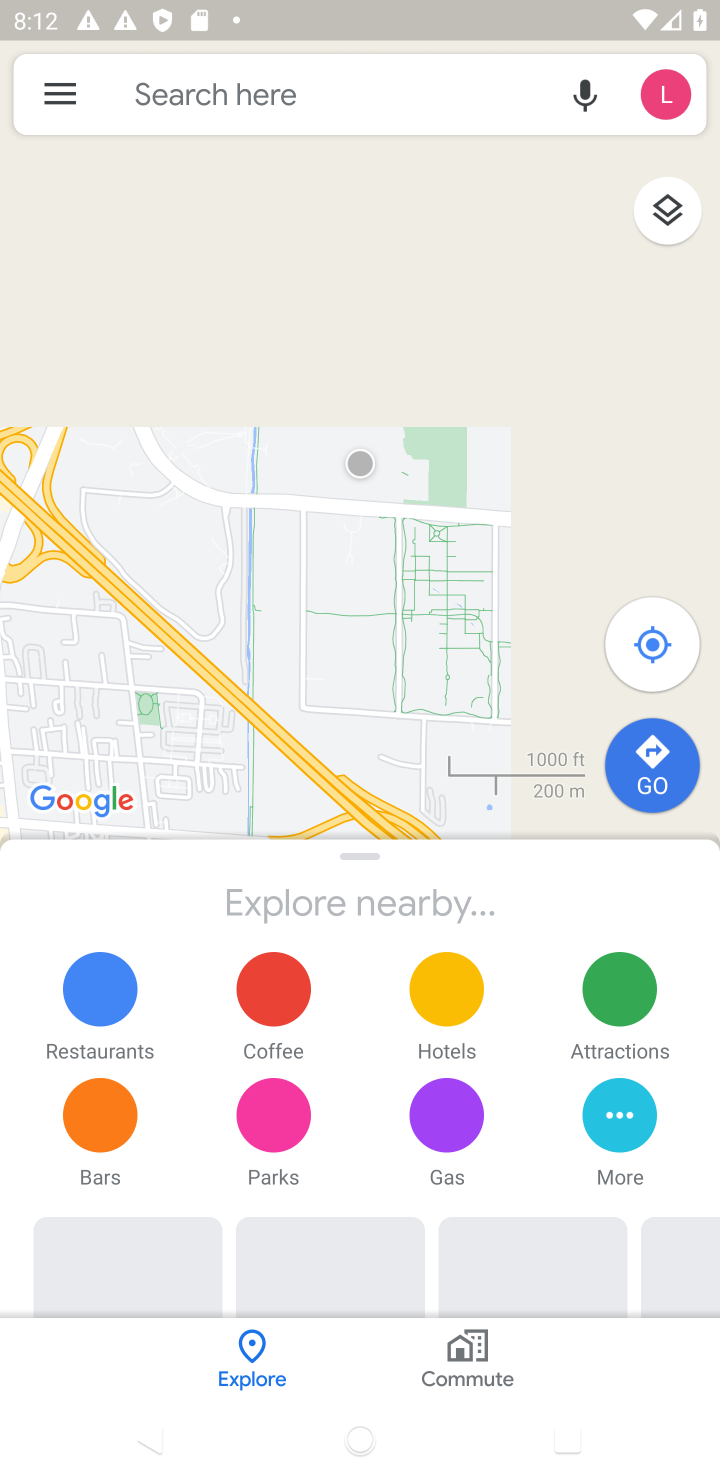 8:12
Search here
L
1000 ft
200 m
GO
Google
Explore nearby...
Restaurants
Coffee
Hotels
Attractions
Bars
Parks
Gas
More
Explore
Commute